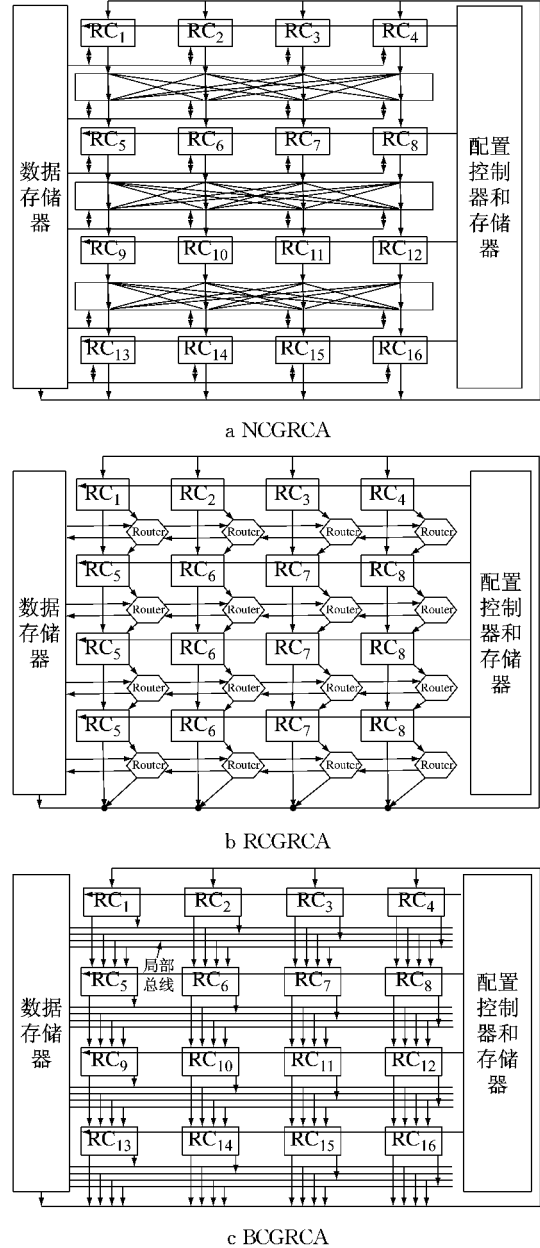 RC1 RC2 RC3 RC4
RC5 RC6 RC7 RC8
数据
存储
器
配置
控制
器和
存储
器
RC9 RC10 RC11 RC12
RC13 RC14 RC15 RC16
a NCGRCA
RC1 RC2 RC3 RC4
Router Router Router Router
RC5 RC6 RC7 RC8
Router Router Router Router
数据
存储
器
配置
控制
器和
存储
器
RC5 RC6 RC7 RC8
Router Router Router Router
RC5 RC6 RC7 RC8
Router Router Router Router
b RCGRCA
RC1 RC2 RC3 RC4
局部
总线
RC5 RC6 RC7 RC8
数据
存储
器
配置
控制
器和
存储
器
RC9 RC10 RC11 RC12
RC13 RC14 RC15 RC16
c BCGRCA